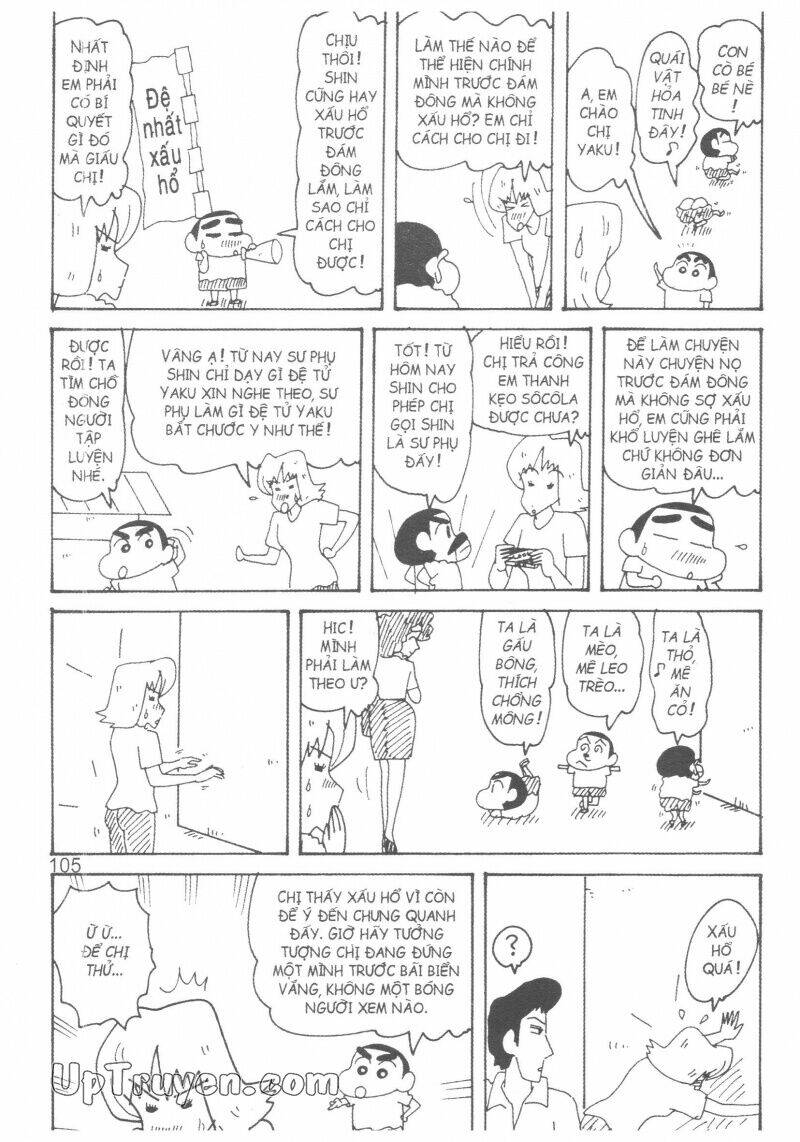 CON
CÒ BÉ
BÉ NÈ
!
QUÁI
VẬT
HỎA
TINH
ĐÂY!
♪
A, EM
CHÀO
CHỊ
YAKU!
LÀM THẾ NÀO ĐỂ
THỂ HIỆN CHÍNH
MÌNH TRƯỚC ĐÁM
ĐÔNG MÀ KHÔNG
XẤU HỔ? EM CHỈ
CÁCH CHO CHỊ ĐI!
CHỊU
THÔI!
SHIN
CŨNG HAY
XẤU HỔ
TRƯỚC
ĐÁM
ĐÔNG
LẮM, LÀM
SAO CHỈ
CÁCH CHO
CHỊ
ĐƯỢC!
Đệ
nhất
xấu
hổ
NHẤT
ĐỊNH
EM PHẢI
CÓ BÍ
QUYẾT
GÌ ĐÓ
MÀ GIẤU
CHỊ!
ĐỂ LÀM CHUYỆN
NÀY CHUYỆN NỌ
TRƯỚC ĐÁM ĐÔNG
MÀ KHÔNG SỢ XẤU
HỔ, EM CŨNG PHẢI
KHỔ LUYỆN GHÊ LẮM
CHỨ KHÔNG ĐƠN
GIẢN ĐÂU...
HIỂU RỒI!
CHỊ TRẢ CÔNG
EM THANH
KẸO SÔCÔLA
ĐƯỢC CHƯA?
LOOK
TỐT! TỪ
HÔM NAY
SHIN CHO
PHÉP CHỊ
GỌI SHIN
LÀ SƯ PHỤ
ĐẤY!
VÂNG Ạ! TỪ NAY SƯ PHỤ
SHIN CHỈ DẠY GÌ ĐỆ TỬ
YAKU XIN NGHE THEO, SƯ
PHỤ LÀM GÌ ĐỆ TỬ YAKU
BẮT CHƯỚC Y NHƯ THẾ!
ĐƯỢC
RỒI! TA
TÌM CHỖ
ĐÔNG
NGƯỜI
TẬP
LUYỆN
NHÉ.
TA LÀ
THỎ,
♪ MÊ
ĂN
CỎ!
TA LÀ
MÈO,
MÊ LEO
TRÈO...
TA LÀ
GẤU
BÔNG,
THÍCH
CHỔNG
MÔNG!
HIC!
MÌNH
PHẢI LÀM
THEO Ư?
XẤU
HỔ
QUÁ!
?
CHỊ THẤY XẤU HỔ VÌ CÒN
ĐỂ Ý ĐẾN CHUNG QUANH
ĐẤY. GIỜ HÃY TƯỞNG
TƯỢNG CHỊ ĐANG ĐỨNG
MỘT MÌNH TRƯỚC BÃI BIỂN
VẮNG, KHÔNG MỘT BÓNG
NGƯỜI XEM NÀO.
Ừ Ừ...
ĐỂ CHỊ
THỬ...
105
UpTruyen.com